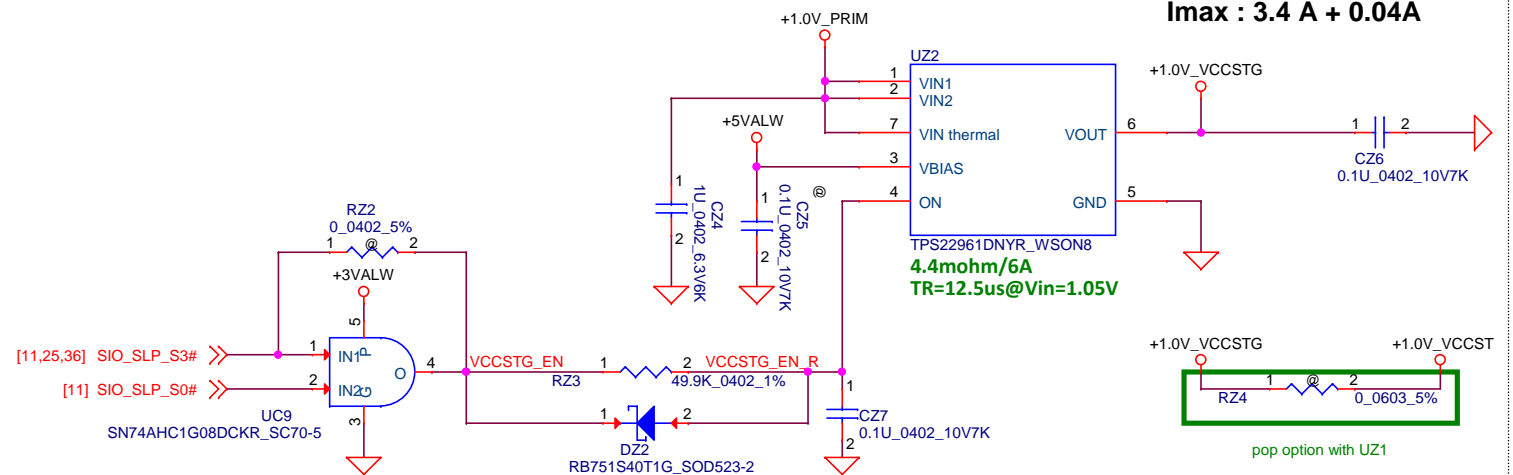 Imax : 3.4 A + 0.04A
+1.0V_PRIM
UZ2
1 VIN1
2 VIN2
7 VIN thermal
3 VBIAS
4 ON
VOUT 6
GND 5
TPS22961DNYR_WSON8
4.4mohm/6A
TR=12.5us@Vin=1.05V
+1.0V_VCCSTG
1 2
CZ6
0.1U_0402_10V7K
+5VALW
1
2
CZ4
1U_0402_6.3V6K
1
2
CZ5
0.1U_0402_10V7K
@
RZ2
0_0402_5%
1 @ 2
+3VALW
5
[11,25,36] SIO_SLP_S3#
1 IN1
P
O 4
[11] SIO_SLP_S0#
2 IN2
G
3
UC9
SN74AHC1G08DCKR_SC70-5
VCCSTG_EN
1 2
RZ3
49.9K_0402_1%
VCCSTG_EN_R
1 2
DZ2
RB751S40T1G_SOD523-2
1
CZ7
0.1U_0402_10V7K
2
+1.0V_VCCSTG
+1.0V_VCCST
1 @ 2
RZ4
0_0603_5%
pop option with UZ1